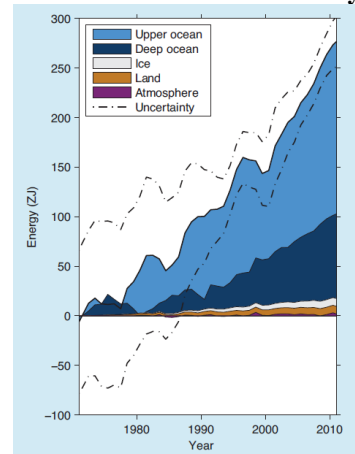 300
250
200
150
100
50
0
−50
−100
Energy (ZJ)
Upper ocean
Deep ocean
Ice
Land
Atmosphere
Uncertainty
1980
1990
2000
2010
Year